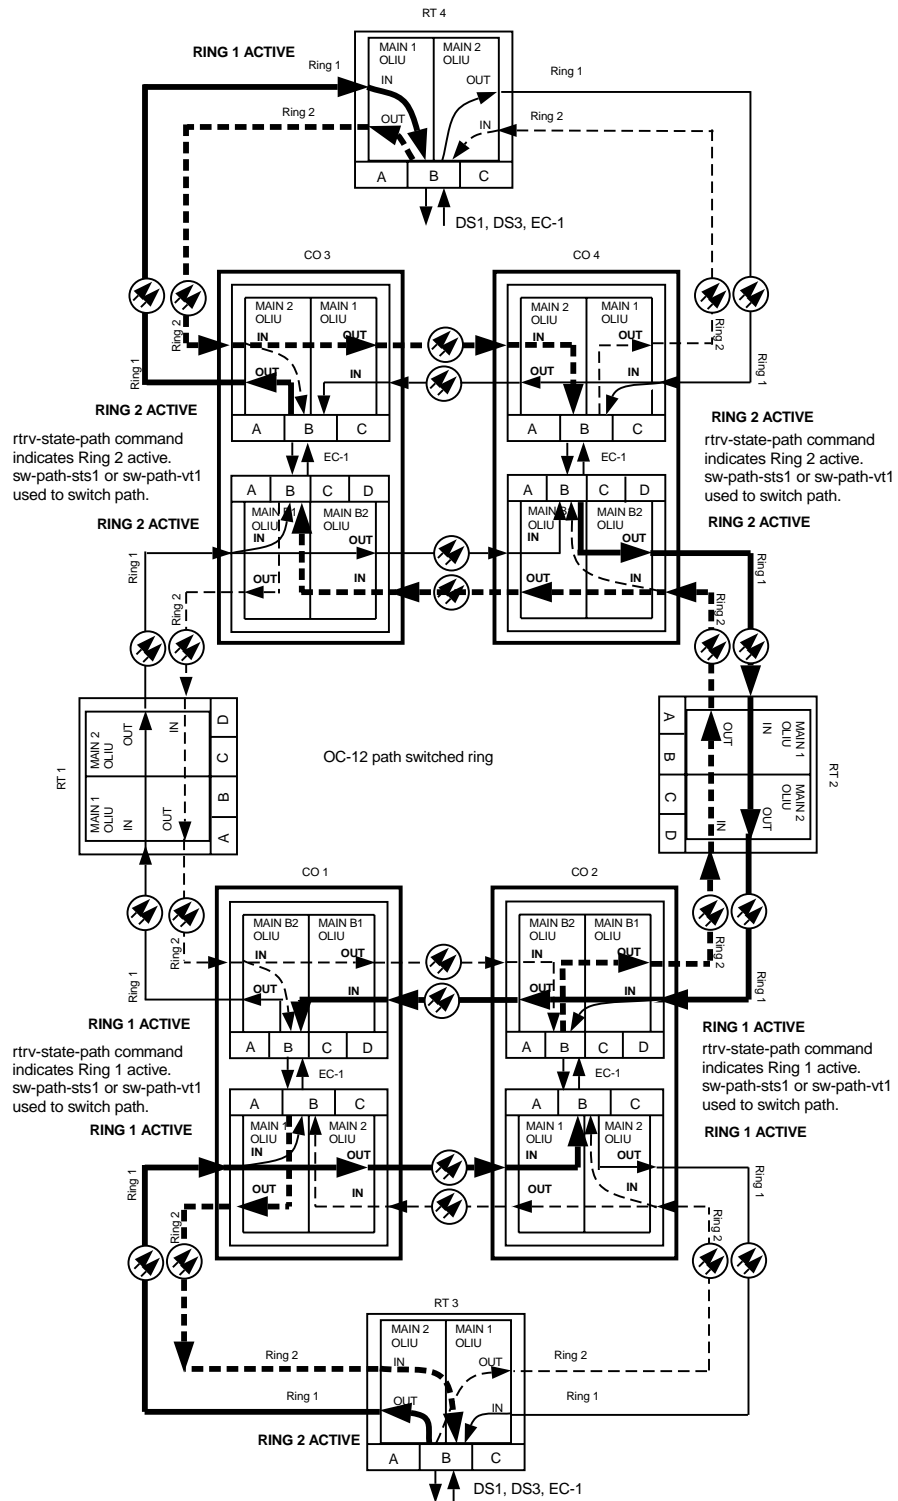 RT 4
RING 1 ACTIVE
MAIN 1
OLIU
MAIN 2
OLIU
Ring 1
IN
OUT
Ring 1
Ring 2
OUT
IN
Ring 2
A B C
DS1, DS3, EC-1
CO 3
CO 4
MAIN 2
OLIU
MAIN 1
OLIU
MAIN 2
OLIU
MAIN 1
OLIU
Ring 2
IN
OUT
IN
OUT
Ring 2
Ring 1
OUT
IN
OUT
IN
Ring 1
RING 2 ACTIVE
A B C
A B C
RING 2 ACTIVE
rtrv-state-path command
indicates Ring 2 active.
sw-path-sts1 or sw-path-vt1
used to switch path.
EC-1
EC-1
rtrv-state-path command
indicates Ring 2 active.
sw-path-sts1 or sw-path-vt1
used to switch path.
A B C D
A B C D
RING 2 ACTIVE
RING 2 ACTIVE
MAIN B1
OLIU
MAIN B2
OLIU
MAIN B1
OLIU
MAIN B2
OLIU
Ring 1
IN
OUT
IN
OUT
Ring 1
Ring 2
OUT
IN
OUT
IN
Ring 2
RT 1
MAIN 2
OLIU
OUT
IN
MAIN 1
OLIU
IN
OUT
D
C
B
A
OC-12 path switched ring
A
B
C
D
OUT
IN
MAIN 1
OLIU
IN
OUT
MAIN 2
OLIU
RT 2
CO 1
CO 2
MAIN B2
OLIU
MAIN B1
OLIU
MAIN B2
OLIU
MAIN B1
OLIU
Ring 2
IN
OUT
IN
OUT
Ring 2
Ring 1
OUT
IN
OUT
IN
Ring 1
RING 1 ACTIVE
A B C D
A B C D
RING 1 ACTIVE
rtrv-state-path command
indicates Ring 1 active.
sw-path-sts1 or sw-path-vt1
used to switch path.
EC-1
EC-1
rtrv-state-path command
indicates Ring 1 active.
sw-path-sts1 or sw-path-vt1
used to switch path.
A B C
A B C
RING 1 ACTIVE
RING 1 ACTIVE
MAIN 1
OLIU
MAIN 2
OLIU
MAIN 1
OLIU
MAIN 2
OLIU
Ring 1
IN
OUT
IN
OUT
Ring 1
Ring 2
OUT
IN
OUT
IN
Ring 2
RT 3
MAIN 2
OLIU
MAIN 1
OLIU
Ring 2
IN
OUT
Ring 2
Ring 1
OUT
IN
Ring 1
RING 2 ACTIVE
A B C
DS1, DS3, EC-1